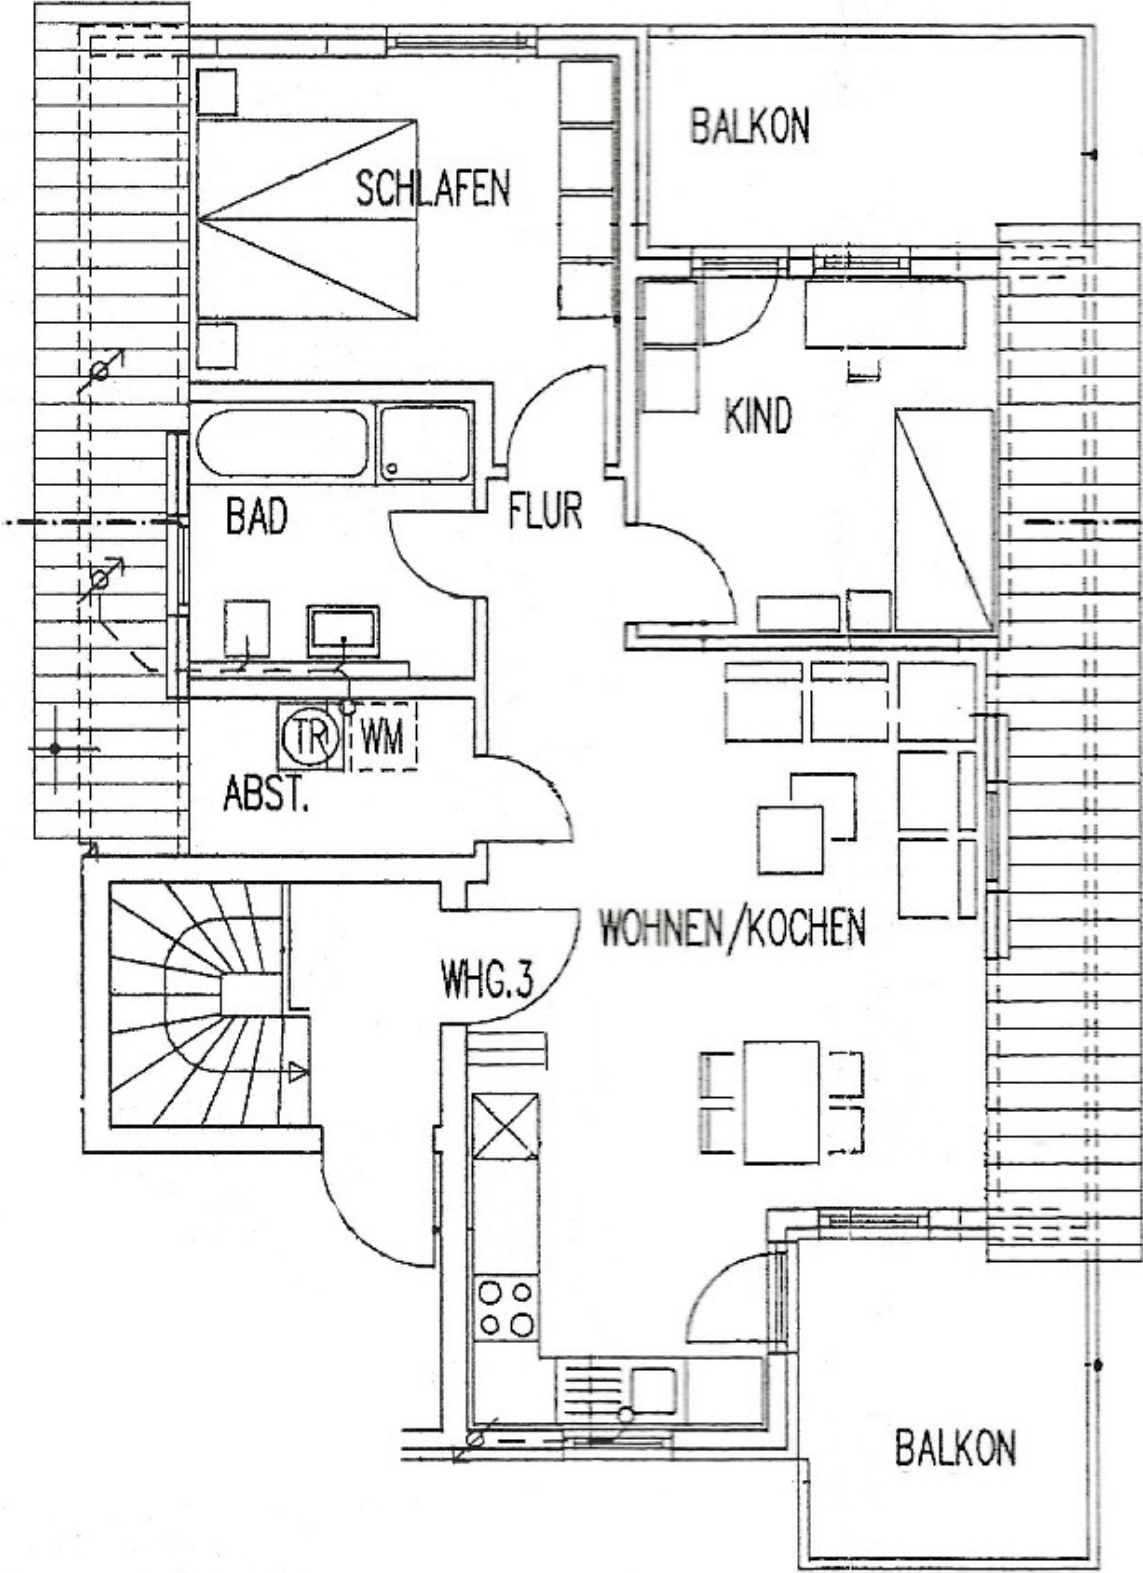 BALKON
SCHLAFEN
KIND
BAD
FLUR
TR
WM
ABST.
WOHNEN/KOCHEN
WHG.3
BALKON